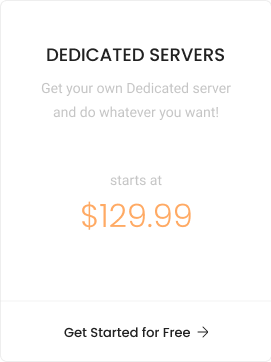 DEDICATED SERVERS
Get your own Dedicated server
and do whatever you want!
starts at
$129.99
Get Started for Free →